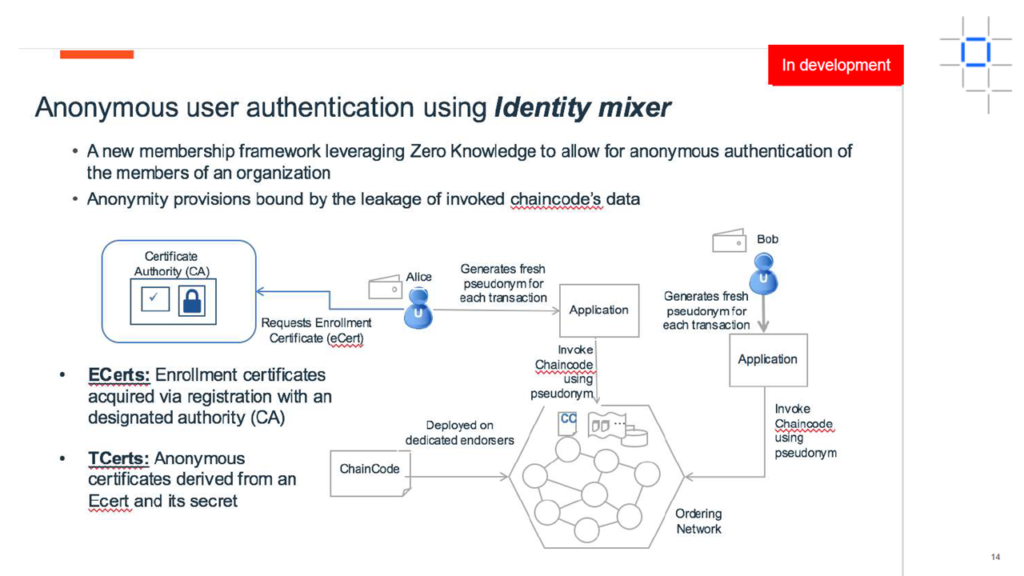 In development
Anonymous user authentication using Identity mixer
• A new membership framework leveraging Zero Knowledge to allow for anonymous authentication of
the members of an organization
• Anonymity provisions bound by the leakage of invoked chaincode's data
Certificate
Authority (CA)
Requests Enrollment
Certificate (eCert)
Alice
U
Generates fresh
pseudonym for
each transaction
Application
Bob
U
Generates fresh
pseudonym for
each transaction
Application
Invoke
Chaincode
using
pseudonym
Invoke
Chaincode
using
pseudonym
• ECerts: Enrollment certificates
acquired via registration with an
designated authority (CA)
• TCerts: Anonymous
certificates derived from an
Ecert and its secret
Deployed on
dedicated endorsers
ChainCode
CC
Ordering
Network
14